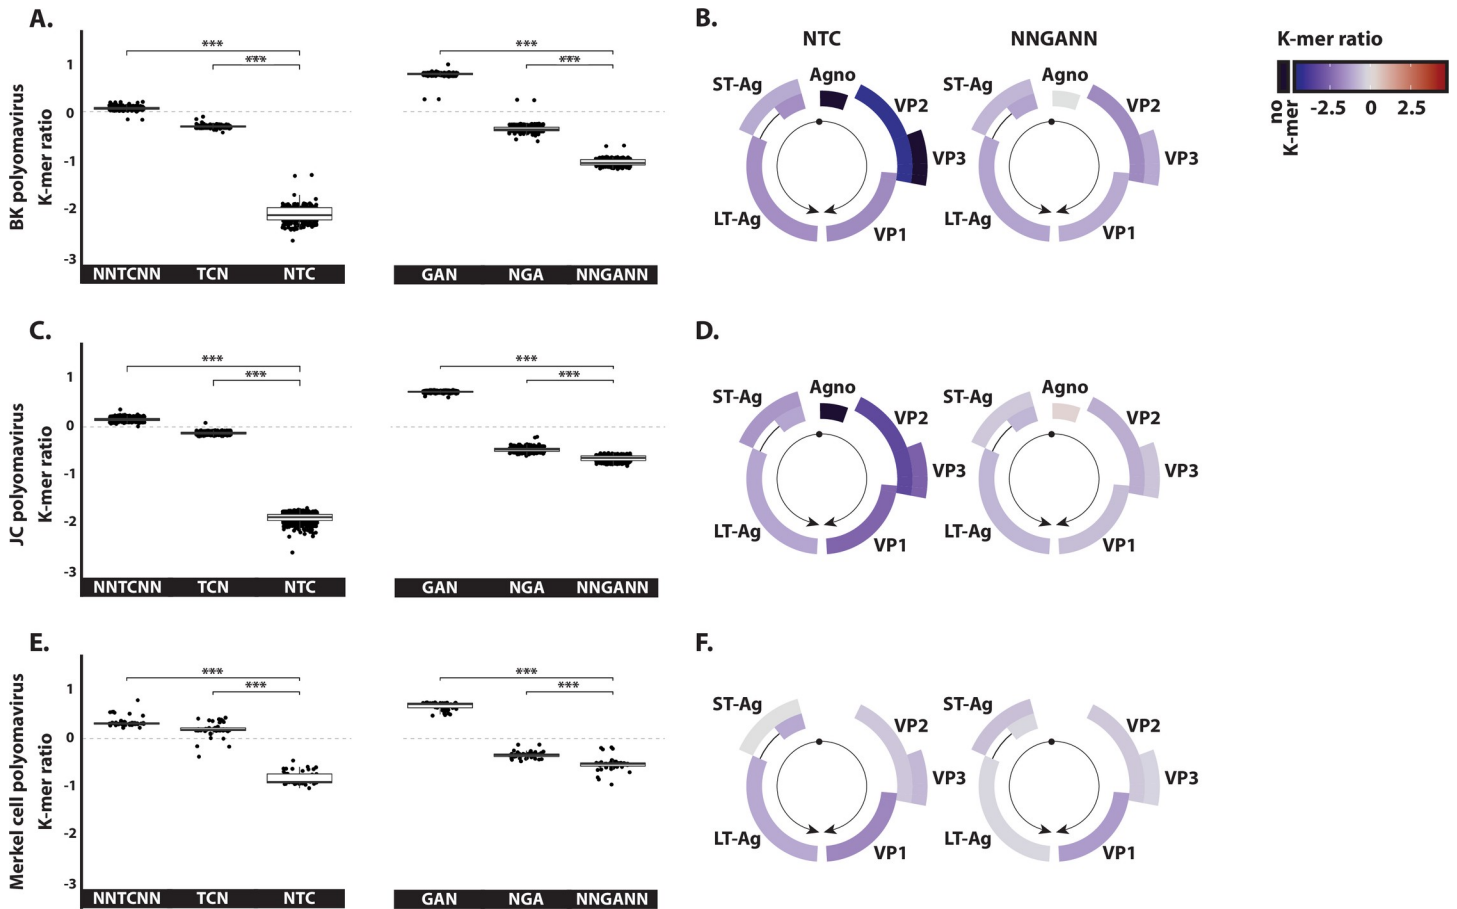 A.
BK polyomavirus
K-mer ratio
1
0
-1
-2
-3
***
***
NNTCNN TCN NTC
***
***
GAN NGA NNGANN
B.
NTC
ST-Ag
Agno
VP2
VP3
LT-Ag
VP1
NNGANN
ST-Ag
Agno
VP2
VP3
LT-Ag
VP1
K-mer ratio
no
K-mer
-2.5 0 2.5
C.
JC polyomavirus
K-mer ratio
1
0
-1
-2
-3
***
***
NNTCNN TCN NTC
***
***
GAN NGA NNGANN
D.
ST-Ag
Agno
VP2
VP3
LT-Ag
VP1
ST-Ag
Agno
VP2
VP3
LT-Ag
VP1
E.
Merkel cell polyomavirus
K-mer ratio
1
0
-1
-2
-3
***
***
NNTCNN TCN NTC
***
***
GAN NGA NNGANN
F.
ST-Ag
VP2
VP3
LT-Ag
VP1
ST-Ag
VP2
VP3
LT-Ag
VP1